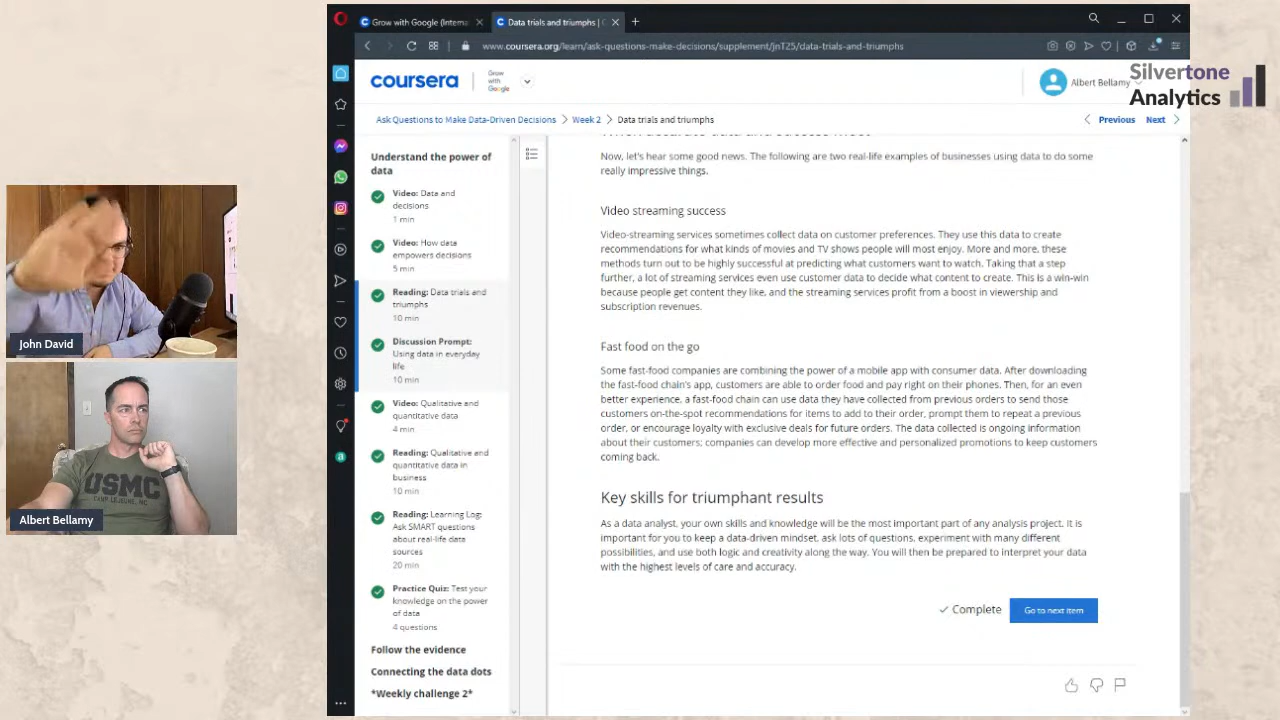 Grow with Google (Interna
Data trials and triumphs | C
www.coursera.org/learn/ask-questions-make-decisions/supplement/jnT25/data-trials-and-triumphs
coursera
Grow
with
Google
Albert Bellamy
Silvertone
Analytics
Ask Questions to Make Data-Driven Decisions > Week 2 > Data trials and triumphs
Previous
Next
Understand the power of
data
Video: Data and
decisions
1 min
Video: How data
empowers decisions
5 min
Reading: Data trials and
triumphs
10 min
Discussion Prompt:
Using data in everyday
life
10 min
Video: Qualitative and
quantitative data
4 min
Reading: Qualitative and
quantitative data in
business
10 min
Reading: Learning Log:
Ask SMART questions
about real-life data
sources
20 min
Practice Quiz: Test your
knowledge on the power
of data
4 questions
Follow the evidence
Connecting the data dots
*Weekly challenge 2*
Now, let's hear some good news. The following are two real-life examples of businesses using data to do some
really impressive things.
Video streaming success
Video-streaming services sometimes collect data on customer preferences. They use this data to create
recommendations for what kinds of movies and TV shows people will most enjoy. More and more, these
methods turn out to be highly successful at predicting what customers want to watch. Taking that a step
further, a lot of streaming services even use customer data to decide what content to create. This is a win-win
because people get content they like, and the streaming services profit from a boost in viewership and
subscription revenues.
Fast food on the go
Some fast-food companies are combining the power of a mobile app with consumer data. After downloading
the fast-food chain's app, customers are able to order food and pay right on their phones. Then, for an even
better experience, a fast-food chain can use data they have collected from previous orders to send those
customers on-the-spot recommendations for items to add to their order, prompt them to repeat a previous
order, or encourage loyalty with exclusive deals for future orders. The data collected is ongoing information
about their customers; companies can develop more effective and personalized promotions to keep customers
coming back.
Key skills for triumphant results
As a data analyst, your own skills and knowledge will be the most important part of any analysis project. It is
important for you to keep a data-driven mindset, ask lots of questions, experiment with many different
possibilities, and use both logic and creativity along the way. You will then be prepared to interpret your data
with the highest levels of care and accuracy.
Complete
Go to next item
John David
USMC
CAMP LEJEUNE, NC
Albert Bellamy